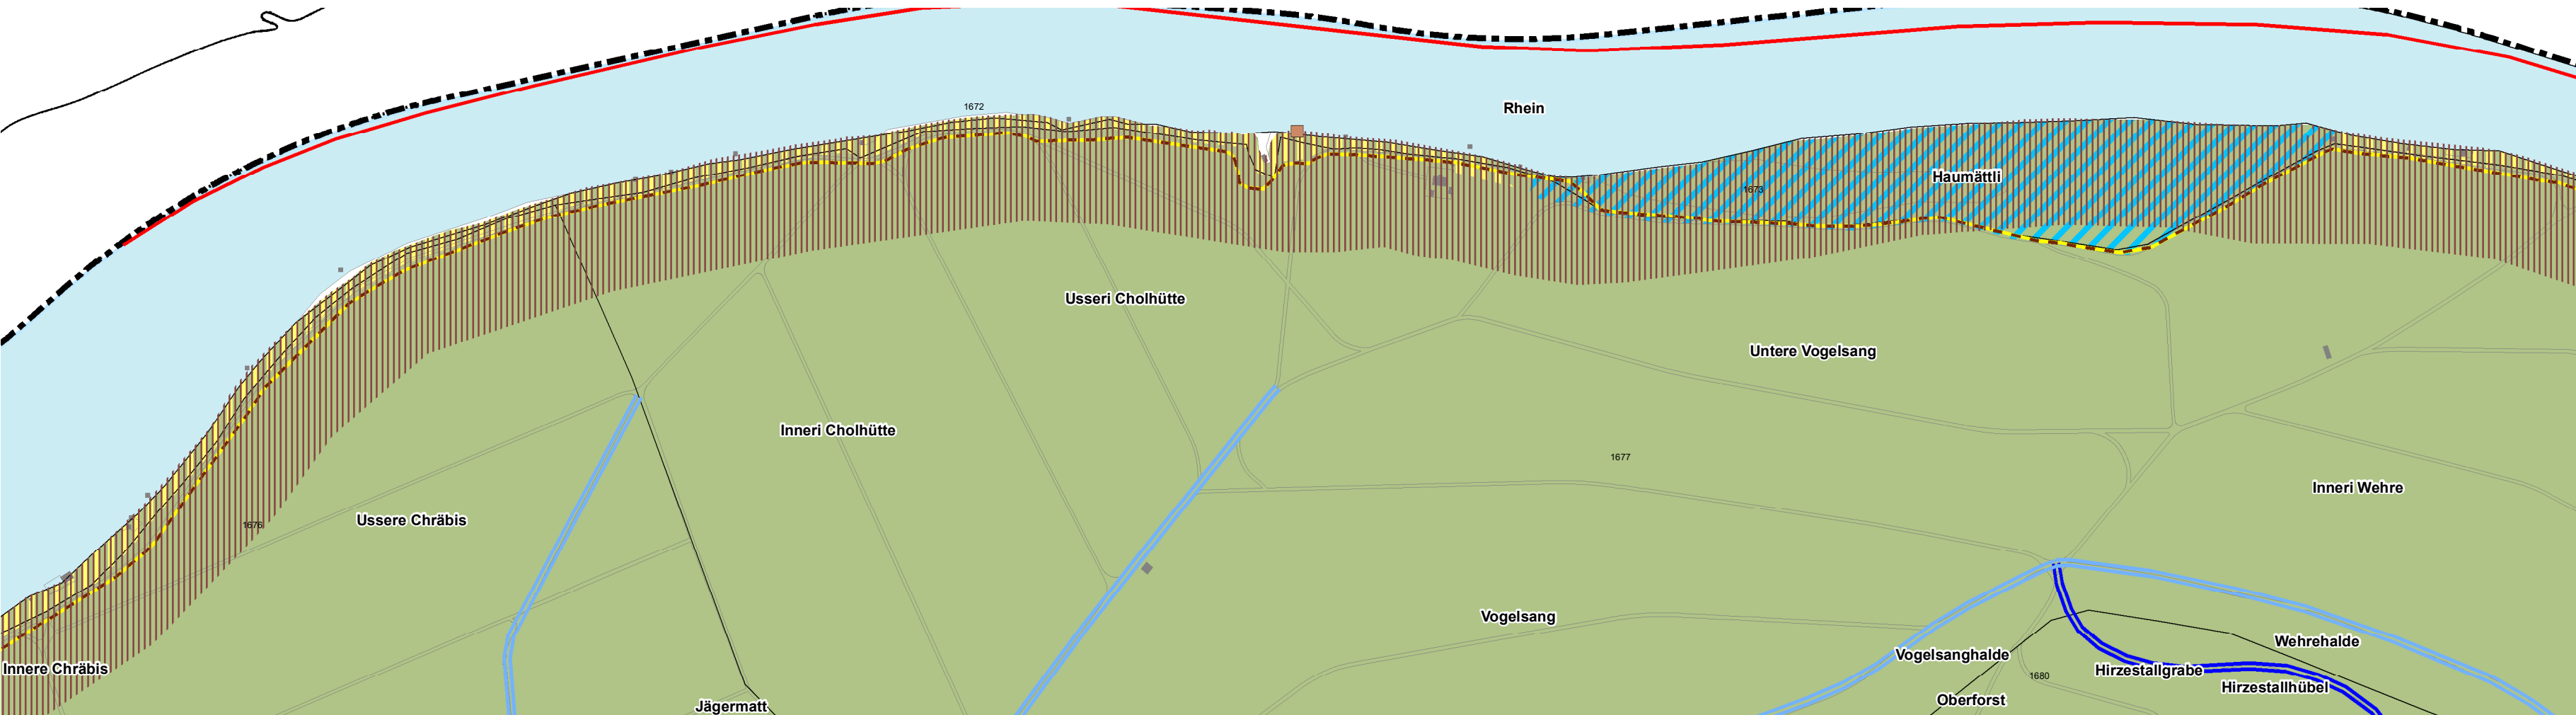 1672
Rhein
Haumättli
1673
Usseri Cholhütte
Untere Vogelsang
Inneri Cholhütte
1677
Inneri Wehre
Ussere Chräbis
1676
Vogelsang
Wehrehalde
Vogelsanghalde
Innere Chräbis
Hirzestallgrabe
1680
Hirzestallhübel
Oberforst
Jägermatt